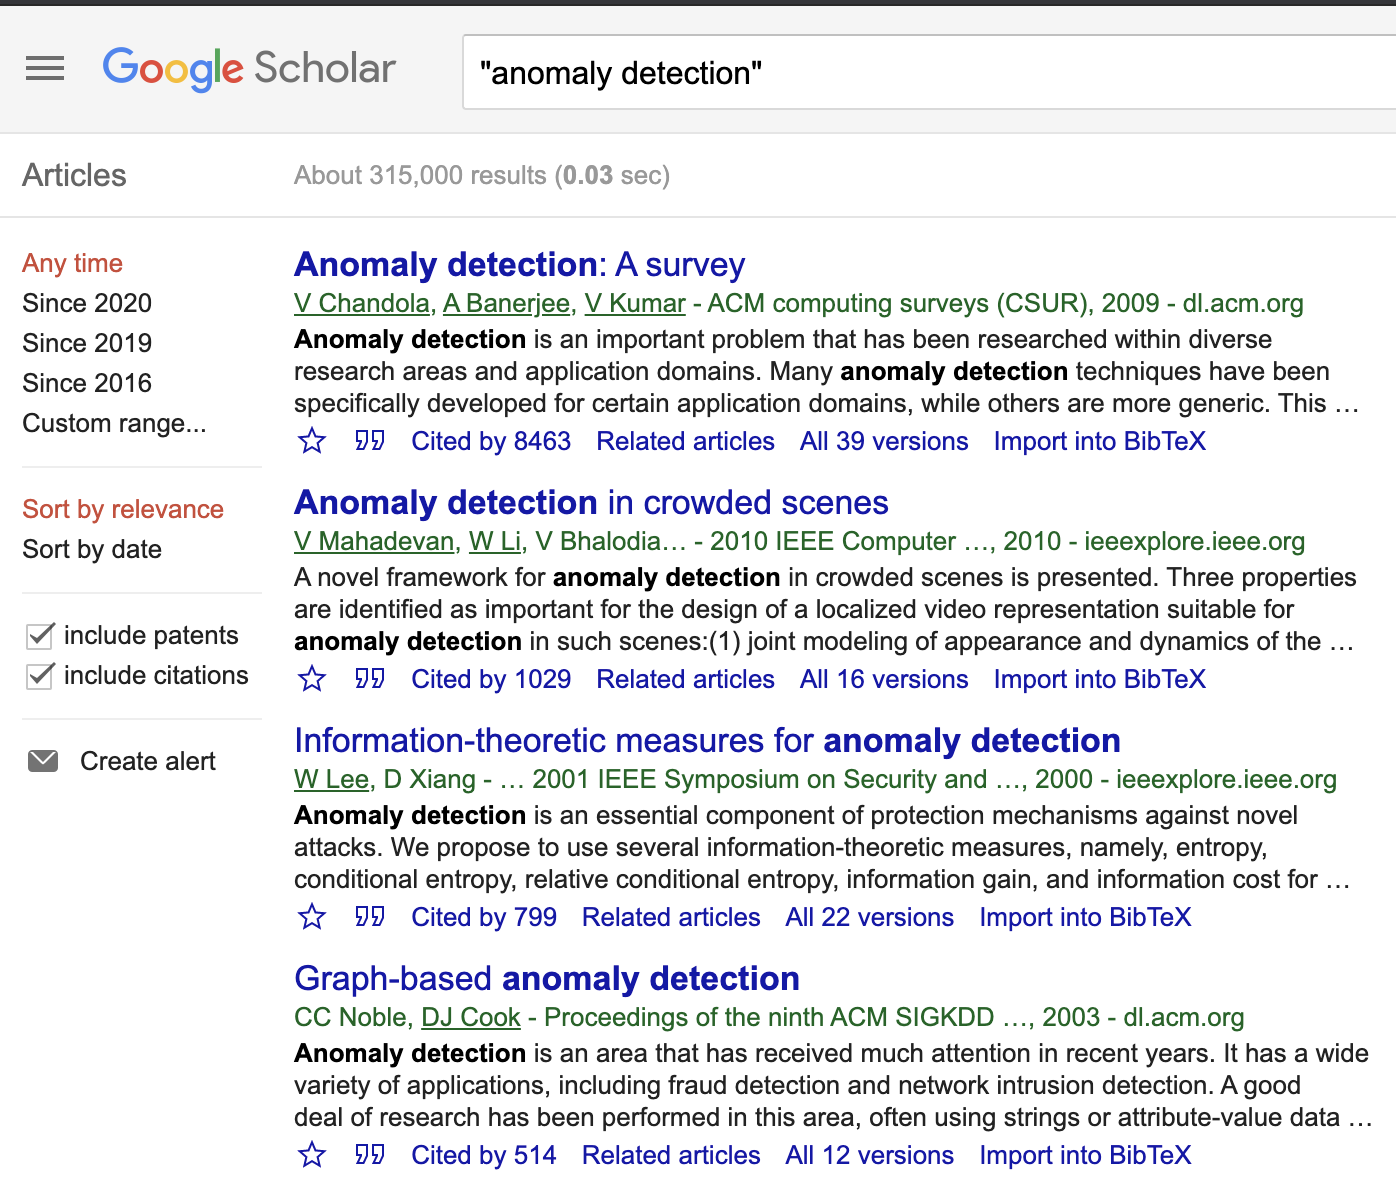 Google Scholar
"anomaly detection"
Articles
About 315,000 results (0.03 sec)
Any time
Since 2020
Since 2019
Since 2016
Custom range...
Sort by relevance
Sort by date
include patents
include citations
Create alert
Anomaly detection: A survey
V Chandola, A Banerjee, V Kumar - ACM computing surveys (CSUR), 2009 - dl.acm.org
Anomaly detection is an important problem that has been researched within diverse
research areas and application domains. Many anomaly detection techniques have been
specifically developed for certain application domains, while others are more generic. This …
Cited by 8463 Related articles All 39 versions Import into BibTeX
Anomaly detection in crowded scenes
V Mahadevan, W Li, V Bhalodia… - 2010 IEEE Computer …, 2010 - ieeexplore.ieee.org
A novel framework for anomaly detection in crowded scenes is presented. Three properties
are identified as important for the design of a localized video representation suitable for
anomaly detection in such scenes:(1) joint modeling of appearance and dynamics of the …
Cited by 1029 Related articles All 16 versions Import into BibTeX
Information-theoretic measures for anomaly detection
W Lee, D Xiang - … 2001 IEEE Symposium on Security and …, 2000 - ieeexplore.ieee.org
Anomaly detection is an essential component of protection mechanisms against novel
attacks. We propose to use several information-theoretic measures, namely, entropy,
conditional entropy, relative conditional entropy, information gain, and information cost for …
Cited by 799 Related articles All 22 versions Import into BibTeX
Graph-based anomaly detection
CC Noble, DJ Cook - Proceedings of the ninth ACM SIGKDD …, 2003 - dl.acm.org
Anomaly detection is an area that has received much attention in recent years. It has a wide
variety of applications, including fraud detection and network intrusion detection. A good
deal of research has been performed in this area, often using strings or attribute-value data …
Cited by 514 Related articles All 12 versions Import into BibTeX